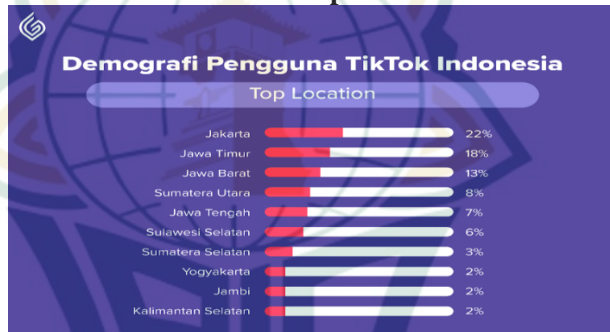 Demografi Pengguna TikTok Indonesia
Top Location
Jakarta 22%
Jawa Timur 18%
Jawa Barat 13%
Sumatera Utara 8%
Jawa Tengah 7%
Sulawesi Selatan 6%
Sumatera Selatan 3%
Yogyakarta 2%
Jambi 2%
Kalimantan Selatan 2%